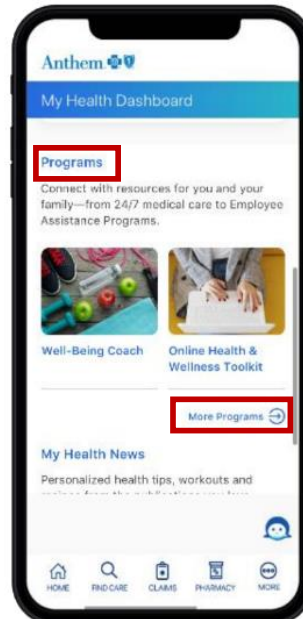 Anthem
My Health Dashboard
Programs
Connect with resources for you and your
family—from 24/7 medical care to Employee
Assistance Programs.
Well-Being Coach
Online Health &
Wellness Toolkit
More Programs
My Health News
Personalized health tips, workouts and
HOME FIND CARE CLAIMS PHARMACY MORE